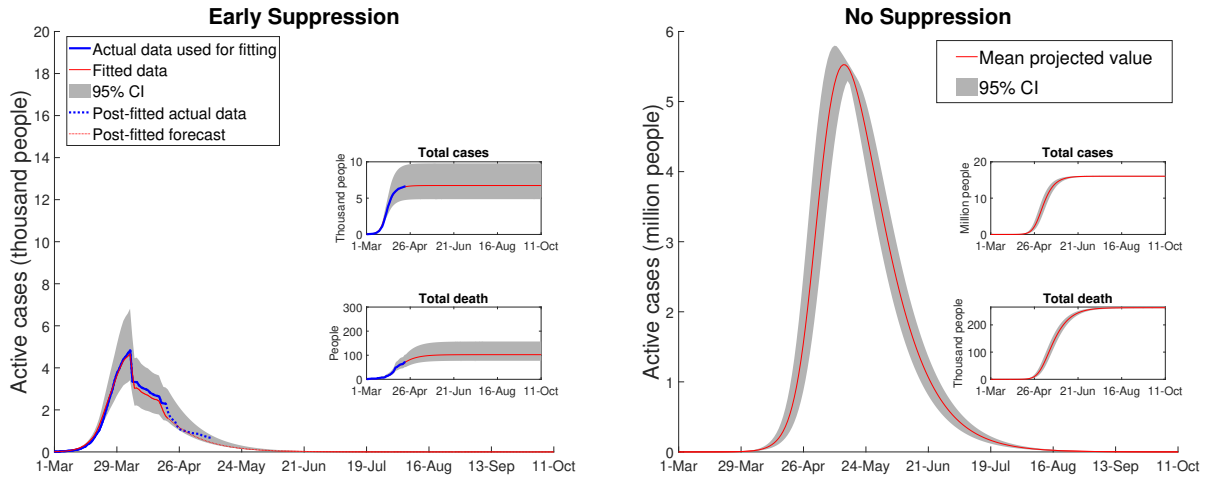 Early Suppression
Active cases (thousand people)
20
18
16
14
12
10
8
6
4
2
0
Actual data used for fitting
Fitted data
95% CI
Post-fitted actual data
Post-fitted forecast
Total cases
Thousand people
10
5
0
1-Mar 26-Apr 21-Jun 16-Aug 11-Oct
Total death
People
300
200
100
0
1-Mar 26-Apr 21-Jun 16-Aug 11-Oct
1-Mar 29-Mar 26-Apr 24-May 21-Jun 19-Jul 16-Aug 13-Sep 11-Oct
No Suppression
Active cases (million people)
6
5
4
3
2
1
0
Mean projected value
95% CI
Total cases
Million people
20
10
0
1-Mar 26-Apr 21-Jun 16-Aug 11-Oct
Total death
Thousand people
200
100
0
1-Mar 26-Apr 21-Jun 16-Aug 11-Oct
1-Mar 29-Mar 26-Apr 24-May 21-Jun 19-Jul 16-Aug 13-Sep 11-Oct